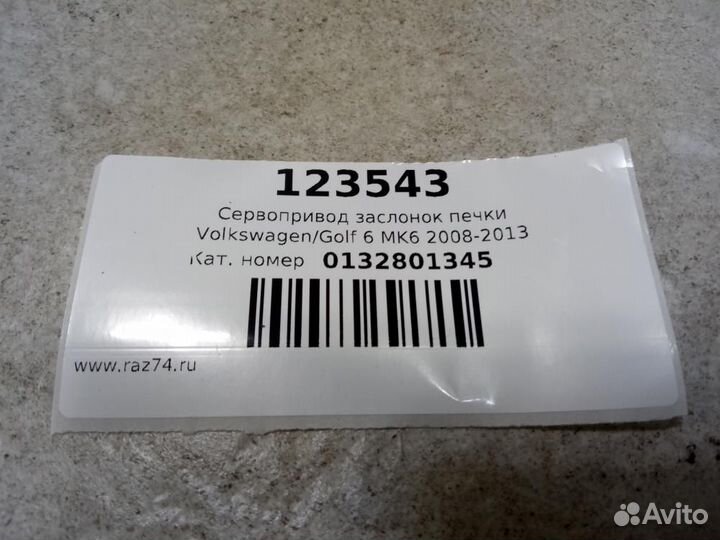 123543
Сервопривод заслонок печки
Volkswagen/Golf 6 MK6 2008-2013
Кат. номер 0132801345
www.raz74.ru
Avito